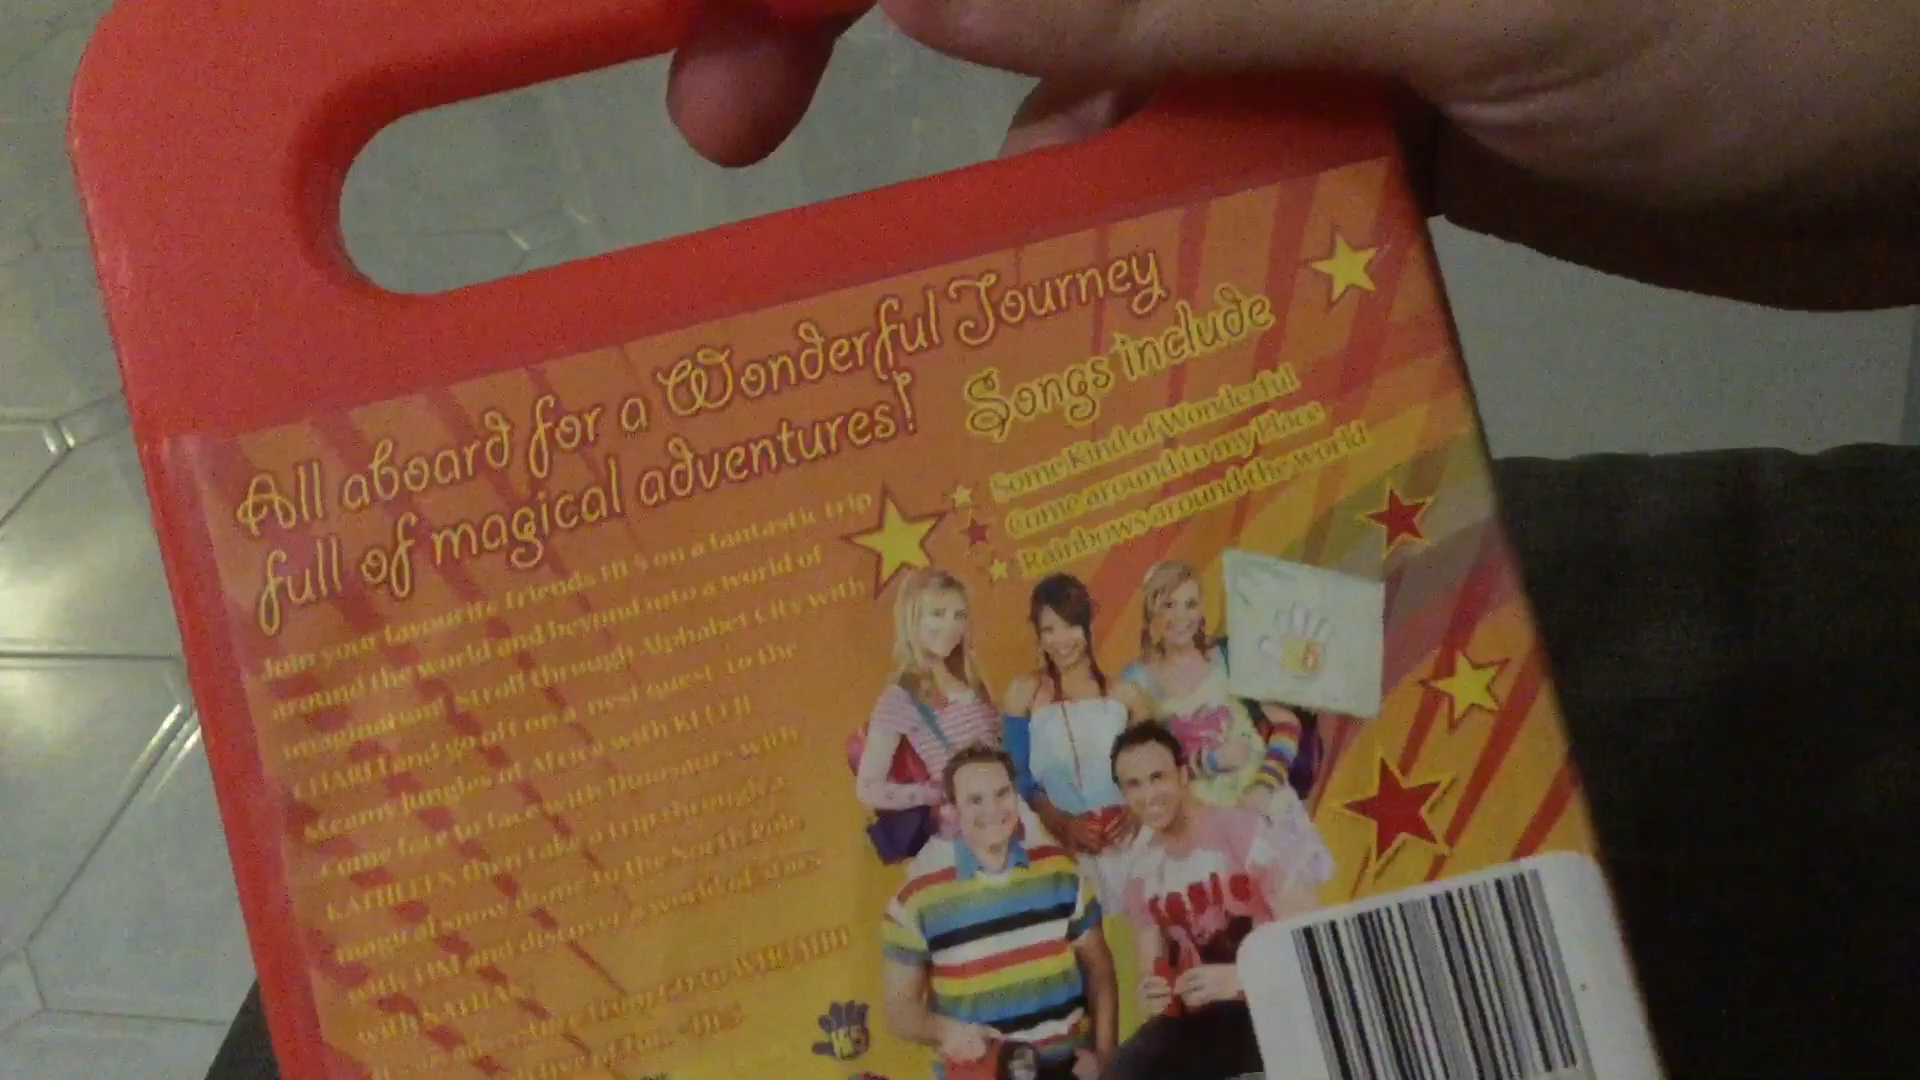 All aboard for a Wonderful Journey
full of magical adventures!
Songs include
Some Kind of Wonderful
Come around to my Place
Rainbows around the world
Join your favourite friends Hi-5 on a fantastic trip
around the world and beyond into a world of
imagination! Stroll through Alphabet City with
CHARLI and go off on a nest quest to the
steamy Jungles of Africa with KELLIE
come face to face with Dinosaurs with
KATHLEEN then take a trip through a
magical snow dome to the North Pole
with TIM and discover a world of stars
with NATHAN